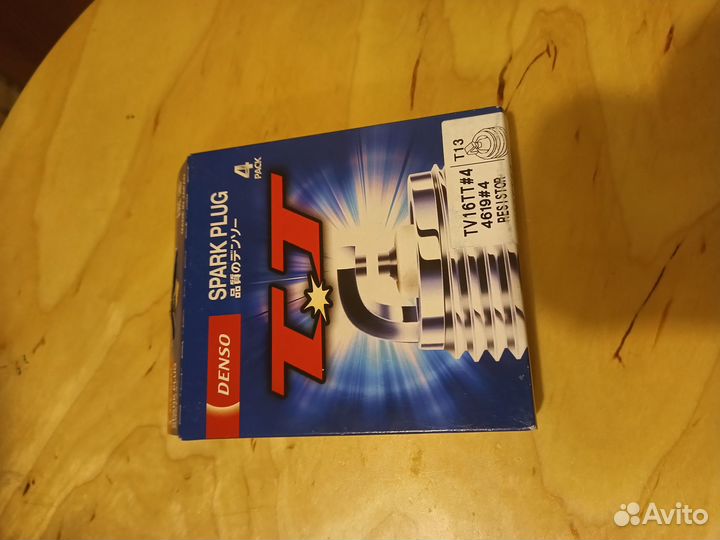 DENSO
SPARK PLUG
品質のデンソー
4
PACK
TT
TV16TT#4
4619#4
RESISTOR
T13
Avito